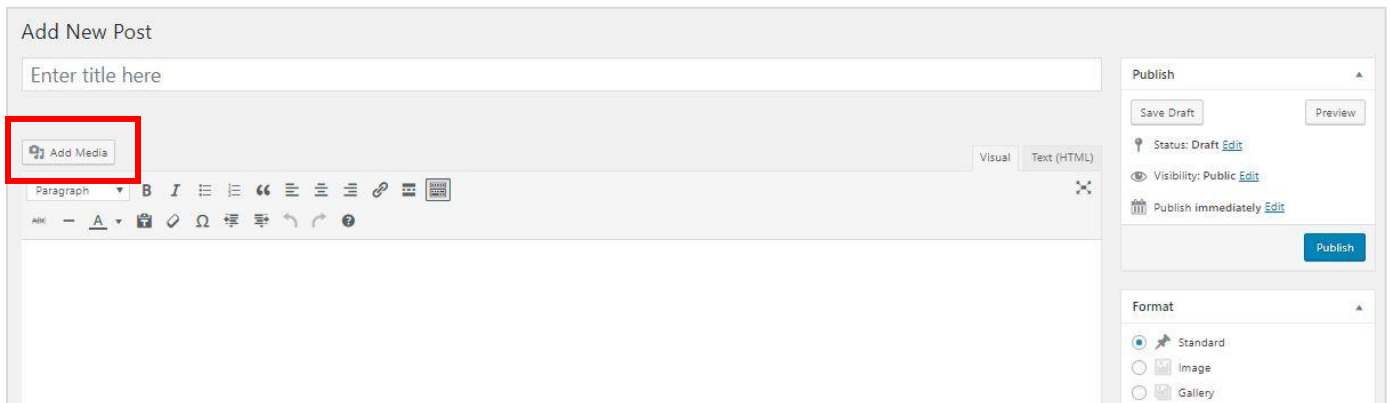 Add New Post
Enter title here
Add Media
Visual
Text (HTML)
Paragraph
B I
ABC
A
Ω
Publish
Save Draft
Preview
Status: Draft Edit
Visibility: Public Edit
Publish immediately Edit
Publish
Format
Standard
Image
Gallery